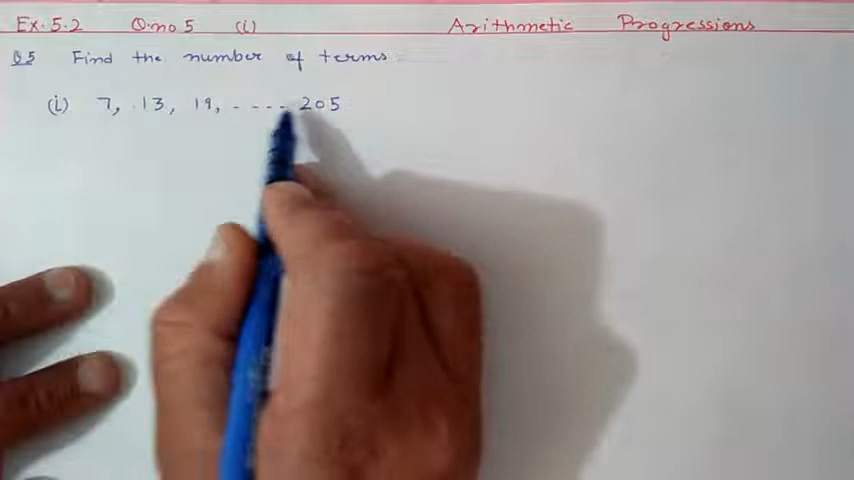 Ex.5.2 Q.no 5 (i) Arithmetic Progressions
Q5 Find the number of terms
(i) 7, 13, 19, ----- 205